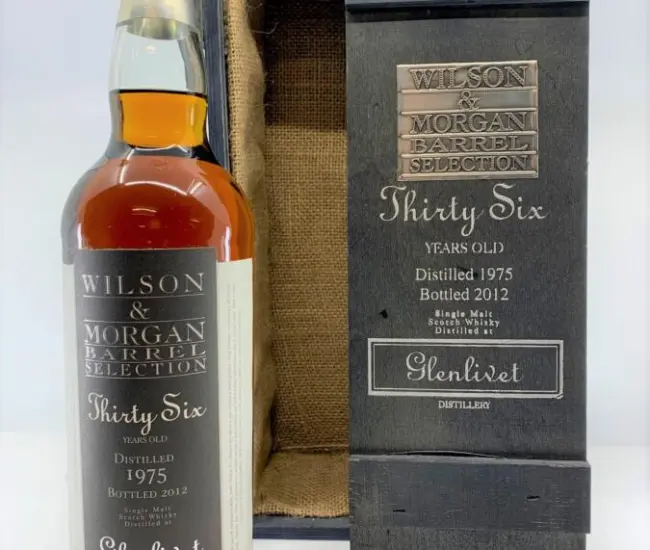 WILSON
&
MORGAN
BARREL
SELECTION
Thirty Six
YEARS OLD
DISTILLED
1975
BOTTLED 2012
Single Malt
Scotch Whisky
Distilled at
Glenlivet
WILSON
&
MORGAN
BARREL
SELECTION
Thirty Six
YEARS OLD
Distilled 1975
Bottled 2012
Single Malt
Scotch Whisky
Distilled at
Glenlivet
DISTILLERY